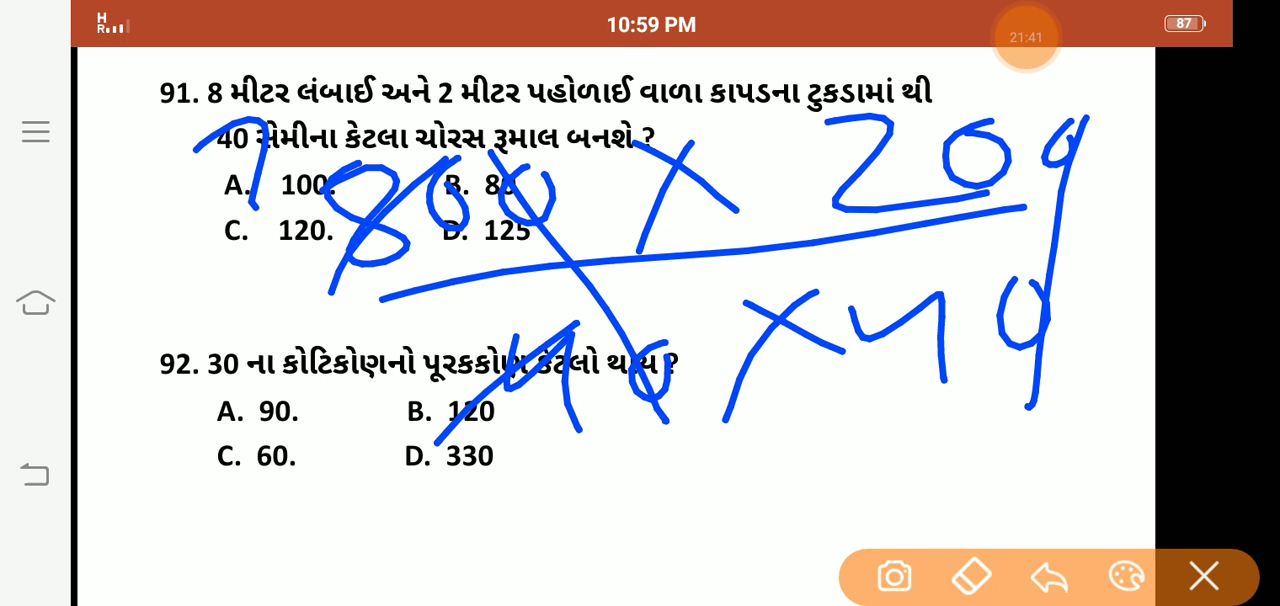 H
R
10:59 PM
21:41
87
91. 8 મીટર લંબાઈ અને 2 મીટર પહોળાઈ વાળા કાપડના ટુકડામાં થી
40 સેમીના કેટલા ચોરસ રૂમાલ બનશે ?
A. 100. B. 80
C. 120. D. 125
800 x 200
40 x 40
92. 30 ના કોટિકોણનો પૂરકકોણ કેટલો થાય ?
A. 90. B. 120
C. 60. D. 330